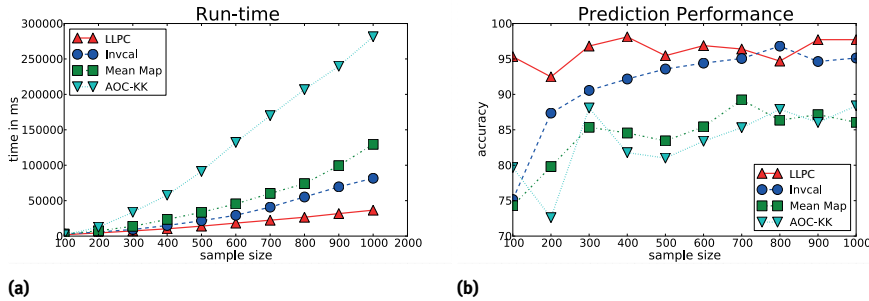 Run-time
300000
250000
200000
150000
100000
50000
0
time in ms
LLPC
Invcal
Mean Map
AOC-KK
100 200 300 400 500 600 700 800 900 1000 2000
sample size
(a)
Prediction Performance
100
95
90
85
80
75
70
accuracy
LLPC
Invcal
Mean Map
AOC-KK
100 200 300 400 500 600 700 800 900 1000
sample size
(b)